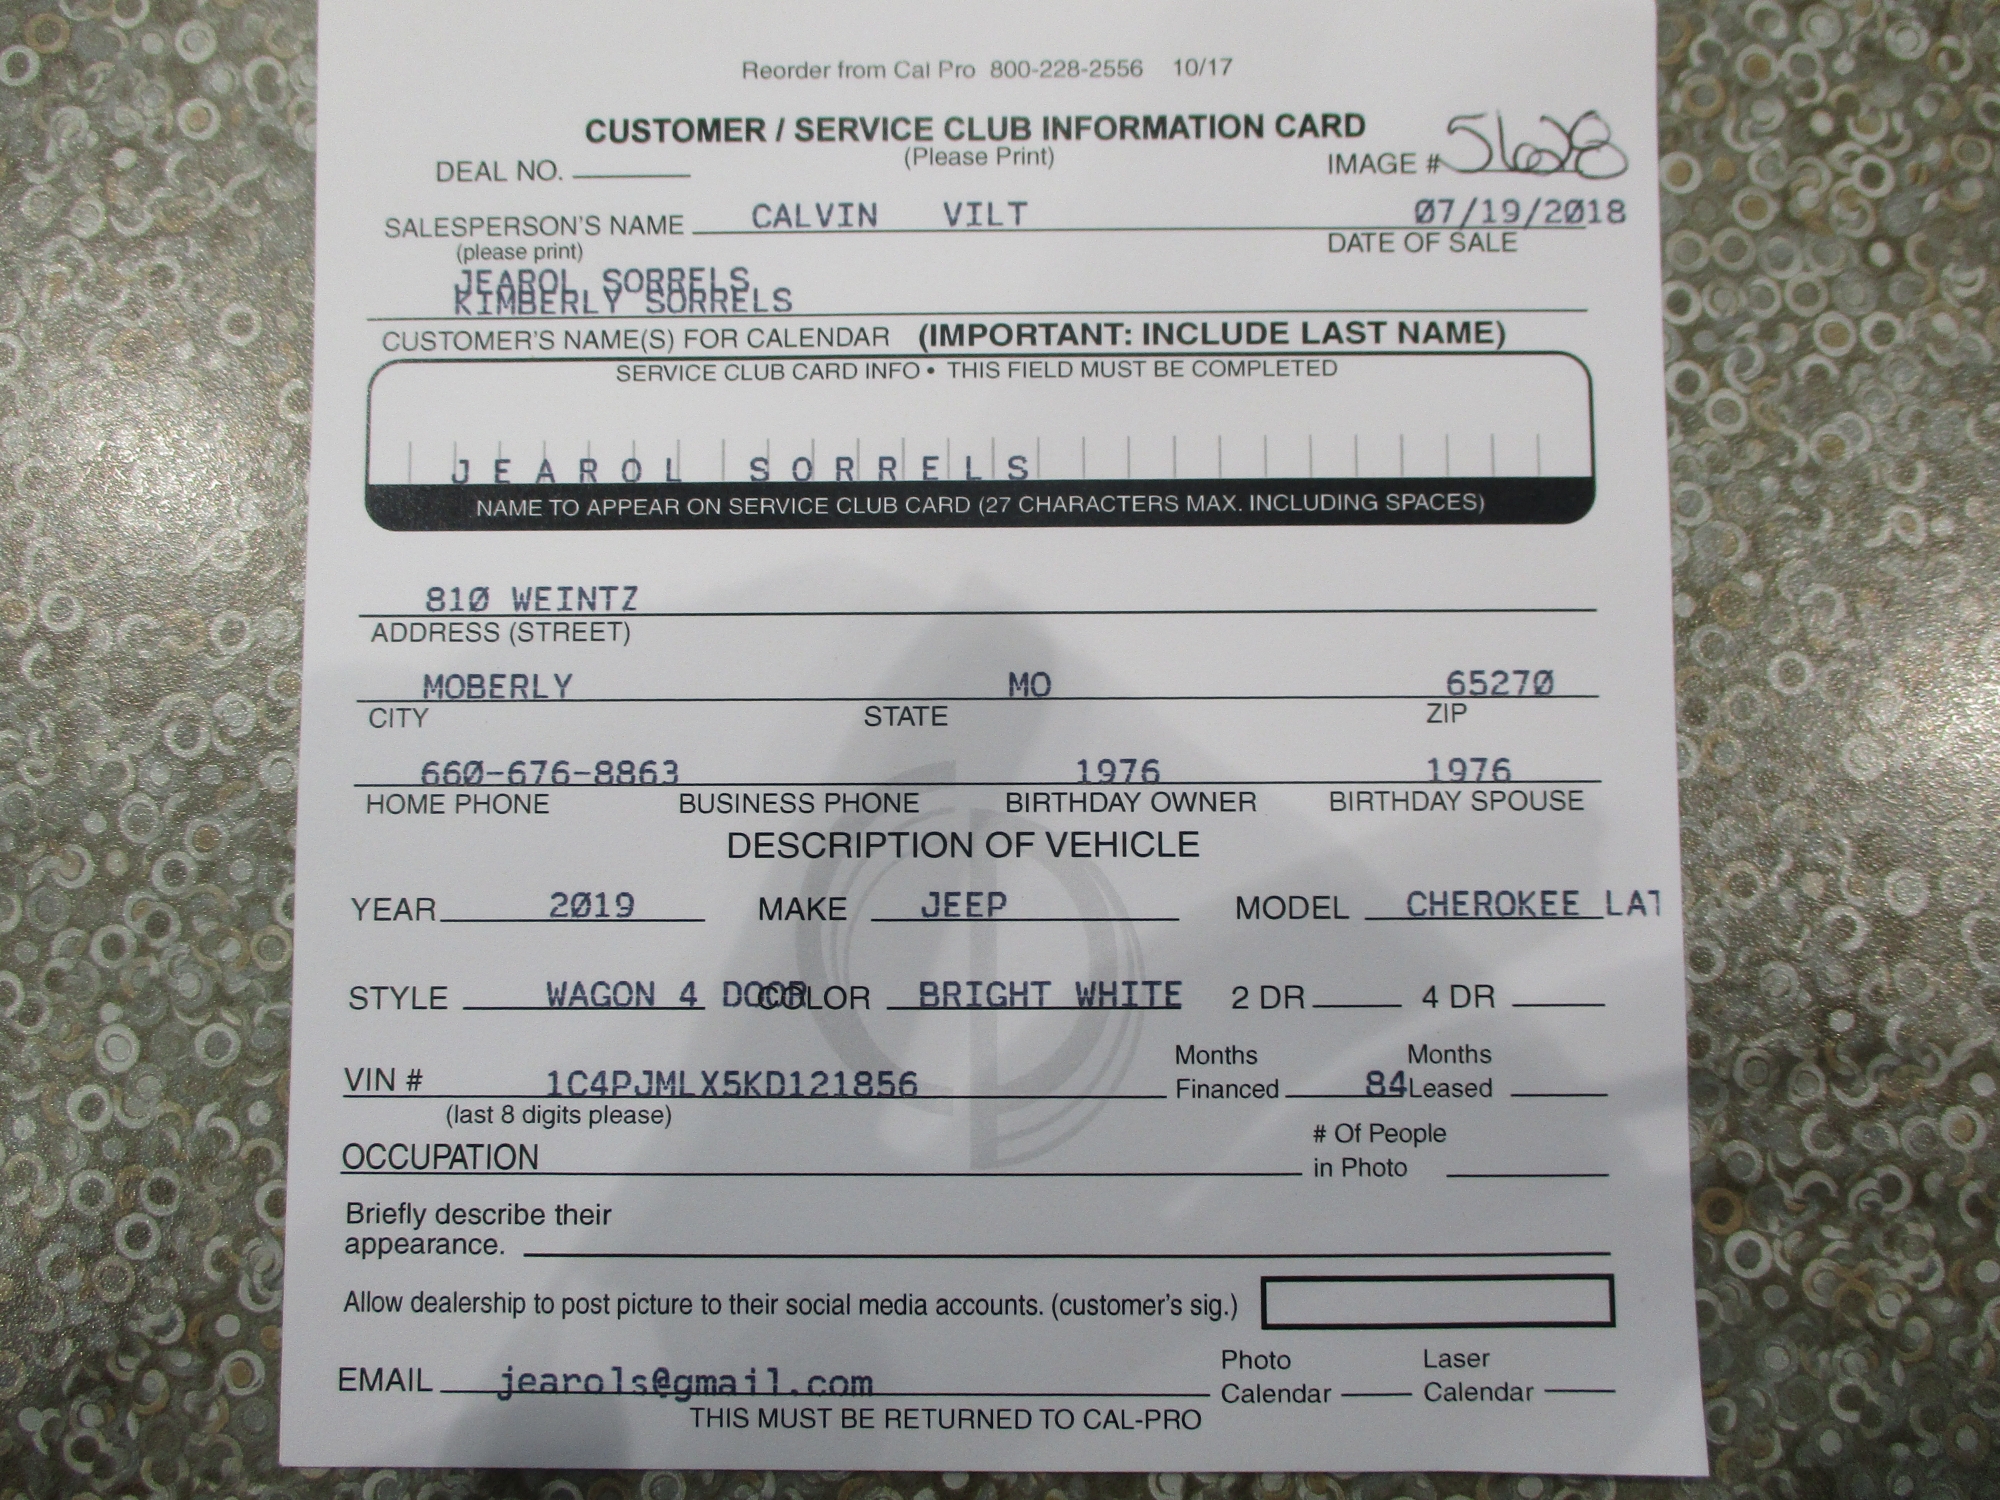 Reorder from Cal Pro 800-228-2556 10/17
CUSTOMER / SERVICE CLUB INFORMATION CARD
(Please Print)
DEAL NO. IMAGE # 5628
SALESPERSON'S NAME CALVIN VILT 07/19/2018
(please print) DATE OF SALE
JEAROL SORRELS
KIMBERLY SORRELS
CUSTOMER'S NAME(S) FOR CALENDAR (IMPORTANT: INCLUDE LAST NAME)
SERVICE CLUB CARD INFO • THIS FIELD MUST BE COMPLETED
JEAROL SORRELS
NAME TO APPEAR ON SERVICE CLUB CARD (27 CHARACTERS MAX. INCLUDING SPACES)
810 WEINTZ
ADDRESS (STREET)
MOBERLY MO 65270
CITY STATE ZIP
660-676-8863 1976 1976
HOME PHONE BUSINESS PHONE BIRTHDAY OWNER BIRTHDAY SPOUSE
DESCRIPTION OF VEHICLE
YEAR 2019 MAKE JEEP MODEL CHEROKEE LAT
STYLE WAGON 4 DOOR COLOR BRIGHT WHITE 2 DR 4 DR
Months Months
VIN # 1C4PJMLX5KD121856 Financed 84 Leased
(last 8 digits please)
# Of People
OCCUPATION in Photo
Briefly describe their
appearance.
Allow dealership to post picture to their social media accounts. (customer's sig.)
Photo Laser
EMAIL jearols@gmail.com Calendar Calendar
THIS MUST BE RETURNED TO CAL-PRO